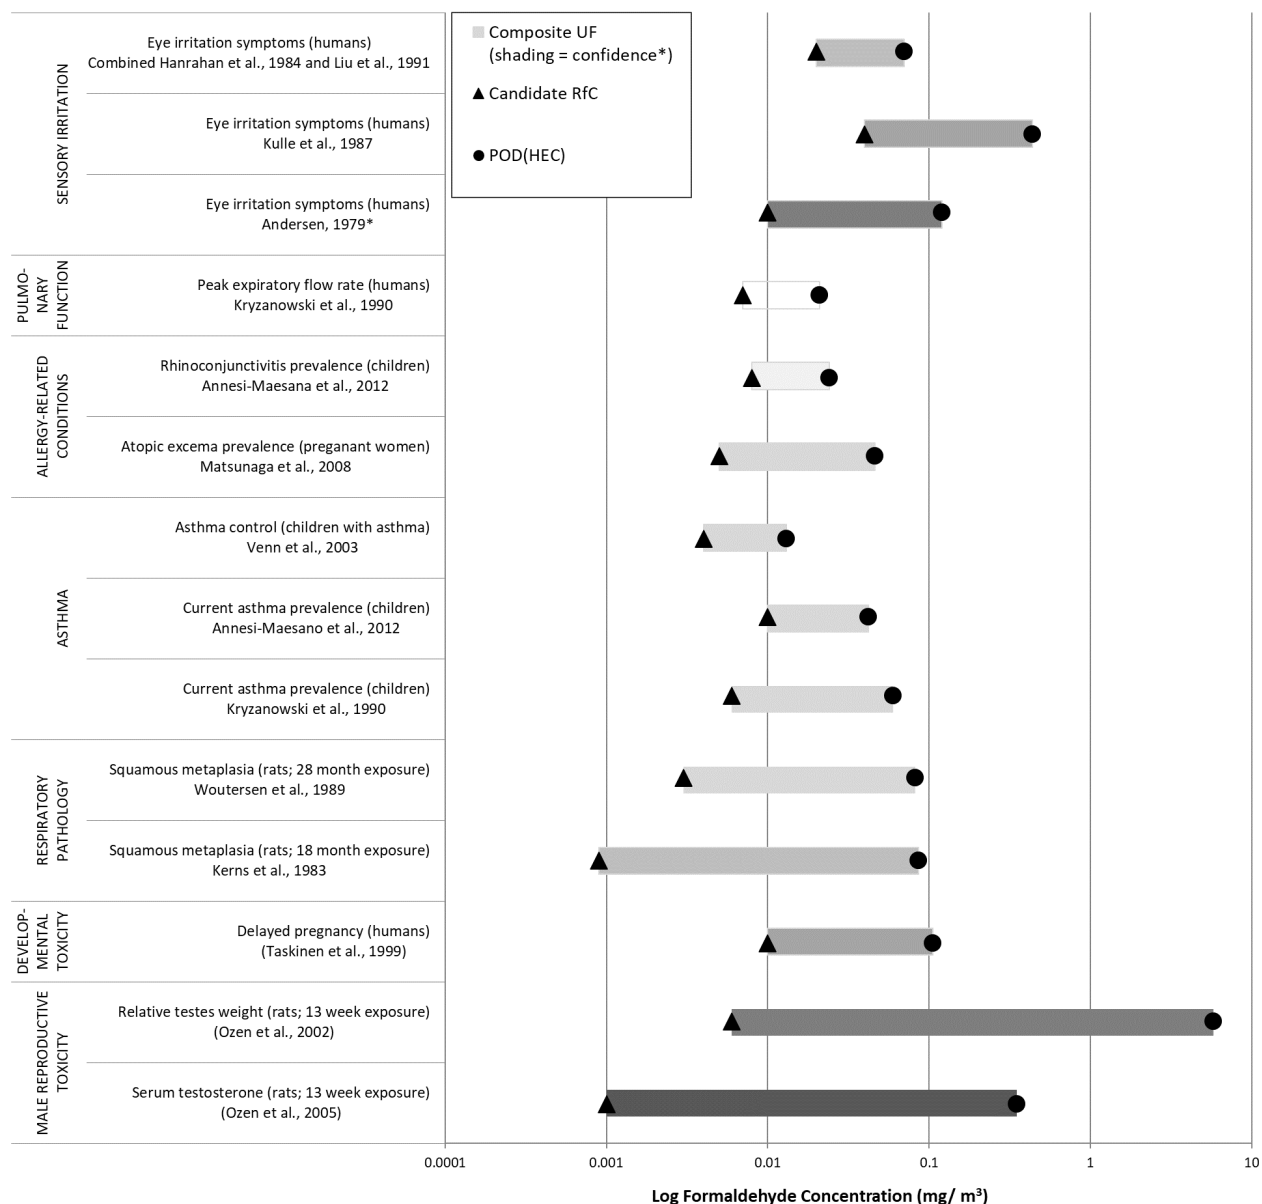 Composite UF
(shading = confidence*)
Candidate RfC
POD(HEC)
SENSORY IRRITATION
Eye irritation symptoms (humans)
Combined Hanrahan et al., 1984 and Liu et al., 1991
Eye irritation symptoms (humans)
Kulle et al., 1987
Eye irritation symptoms (humans)
Andersen, 1979*
PULMO-
NARY
FUNCTION
Peak expiratory flow rate (humans)
Kryzanowski et al., 1990
ALLERGY-RELATED
CONDITIONS
Rhinoconjunctivitis prevalence (children)
Annesi-Maesana et al., 2012
Atopic excema prevalence (preganant women)
Matsunaga et al., 2008
ASTHMA
Asthma control (children with asthma)
Venn et al., 2003
Current asthma prevalence (children)
Annesi-Maesano et al., 2012
Current asthma prevalence (children)
Kryzanowski et al., 1990
RESPIRATORY
PATHOLOGY
Squamous metaplasia (rats; 28 month exposure)
Woutersen et al., 1989
Squamous metaplasia (rats; 18 month exposure)
Kerns et al., 1983
DEVELOP-
MENTAL
TOXICITY
Delayed pregnancy (humans)
(Taskinen et al., 1999)
MALE REPRODUCTIVE
TOXICITY
Relative testes weight (rats; 13 week exposure)
(Ozen et al., 2002)
Serum testosterone (rats; 13 week exposure)
(Ozen et al., 2005)
0.0001 0.001 0.01 0.1 1 10
Log Formaldehyde Concentration (mg/ m³)